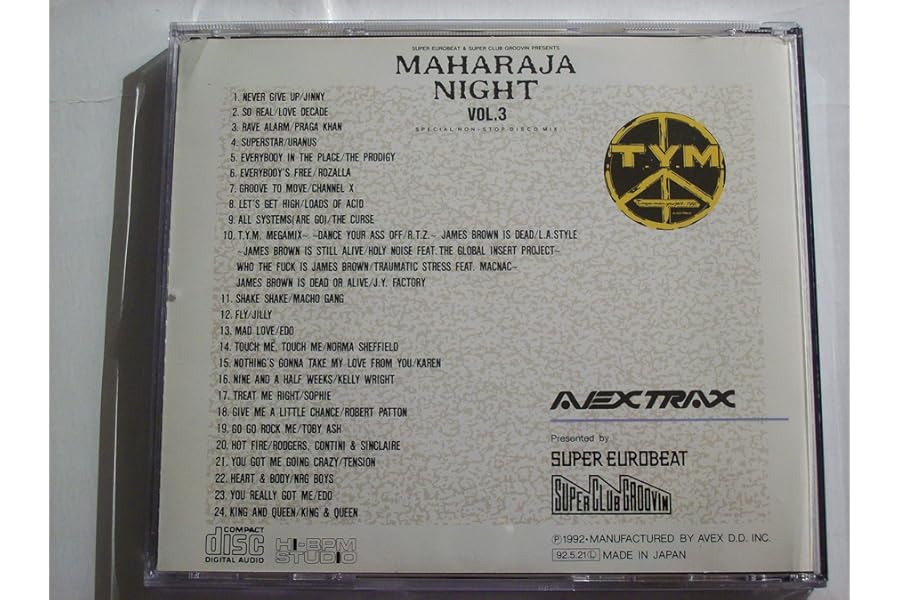 SUPER EUROBEAT & SUPER CLUB GROOVIN PRESENTS
MAHARAJA
NIGHT
VOL.3
SPECIAL NON-STOP DISCO MIX
1. NEVER GIVE UP/JINNY
2. SO REAL/LOVE DECADE
3. RAVE ALARM/PRAGA KHAN
4. SUPERSTAR/URANUS
5. EVERYBODY IN THE PLACE/THE PRODIGY
6. EVERYBODY'S FREE/ROZALLA
7. GROOVE TO MOVE/CHANNEL X
8. LET'S GET HIGH/LOADS OF ACID
9. ALL SYSTEMS(ARE GO)/THE CURSE
10. T.Y.M. MEGAMIX~ ~DANCE YOUR ASS OFF/R.T.Z.~ JAMES BROWN IS DEAD/L.A.STYLE
~JAMES BROWN IS STILL ALIVE/HOLY NOISE FEAT.THE GLOBAL INSERT PROJECT~
WHO THE FUCK IS JAMES BROWN/TRAUMATIC STRESS FEAT. MACNAC~
JAMES BROWN IS DEAD OR ALIVE/J.Y. FACTORY
11. SHAKE SHAKE/MACHO GANG
12. FLY/JILLY
13. MAD LOVE/EDO
14. TOUCH ME, TOUCH ME/NORMA SHEFFIELD
15. NOTHING'S GONNA TAKE MY LOVE FROM YOU/KAREN
16. NINE AND A HALF WEEKS/KELLY WRIGHT
17. TREAT ME RIGHT/SOPHIE
18. GIVE ME A LITTLE CHANCE/ROBERT PATTON
19. GO GO ROCK ME/TOBY ASH
20. HOT FIRE/RODGERS, CONTINI & SINCLAIRE
21. YOU GOT ME GOING CRAZY/TENSION
22. HEART & BODY/NRG BOYS
23. YOU REALLY GOT ME/EDO
24. KING AND QUEEN/KING & QUEEN
T.Y.M
AVEX TRAX
Presented by
SUPER EUROBEAT
SUPER CLUB GROOVIN
COMPACT
disc
DIGITAL AUDIO
HI-BPM
STUDIO
Ⓟ1992·MANUFACTURED BY AVEX D.D. INC.
92.5.21Ⓛ MADE IN JAPAN